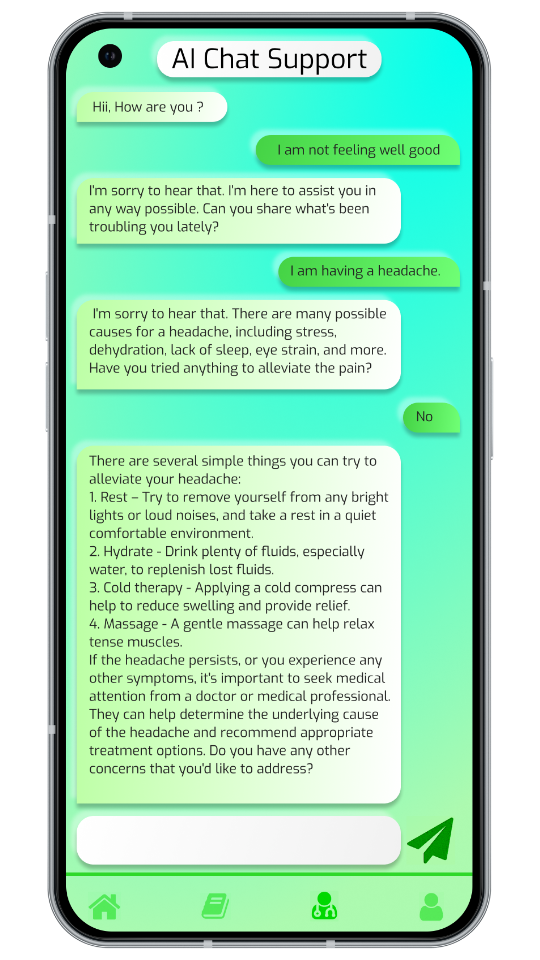 AI Chat Support
Hii, How are you ?
I am not feeling well good
I'm sorry to hear that. I'm here to assist you in
any way possible. Can you share what's been
troubling you lately?
I am having a headache.
I'm sorry to hear that. There are many possible
causes for a headache, including stress,
dehydration, lack of sleep, eye strain, and more.
Have you tried anything to alleviate the pain?
No
There are several simple things you can try to
alleviate your headache:
1. Rest – Try to remove yourself from any bright
lights or loud noises, and take a rest in a quiet
comfortable environment.
2. Hydrate - Drink plenty of fluids, especially
water, to replenish lost fluids.
3. Cold therapy - Applying a cold compress can
help to reduce swelling and provide relief.
4. Massage - A gentle massage can help relax
tense muscles.
If the headache persists, or you experience any
other symptoms, it's important to seek medical
attention from a doctor or medical professional.
They can help determine the underlying cause
of the headache and recommend appropriate
treatment options. Do you have any other
concerns that you'd like to address?